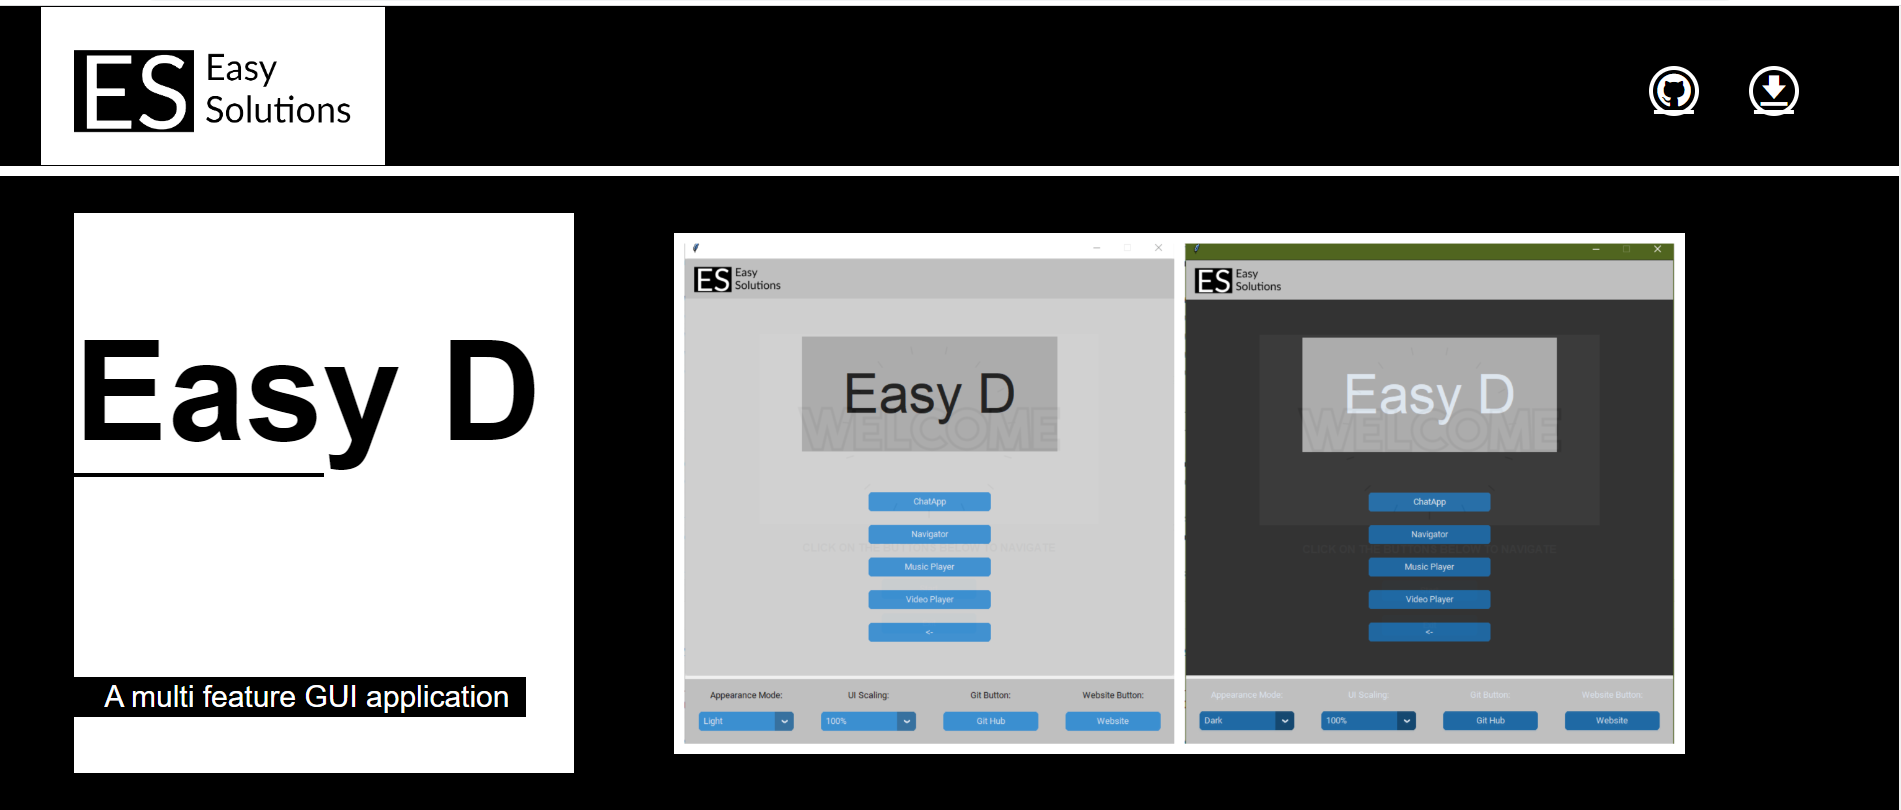 ES Easy
Solutions
Easy D
A multi feature GUI application
ES Easy
Solutions
Easy D
WELCOME
ChatApp
Navigator
CLICK ON THE BUTTONS BELOW TO NAVIGATE
Music Player
Video Player
<-
Appearance Mode: UI Scaling: Git Button: Website Button:
Light 100% Git Hub Website
ES Easy
Solutions
Easy D
WELCOME
ChatApp
Navigator
CLICK ON THE BUTTONS BELOW TO NAVIGATE
Music Player
Video Player
<-
Appearance Mode: UI Scaling: Git Button: Website Button:
Dark 100% Git Hub Website